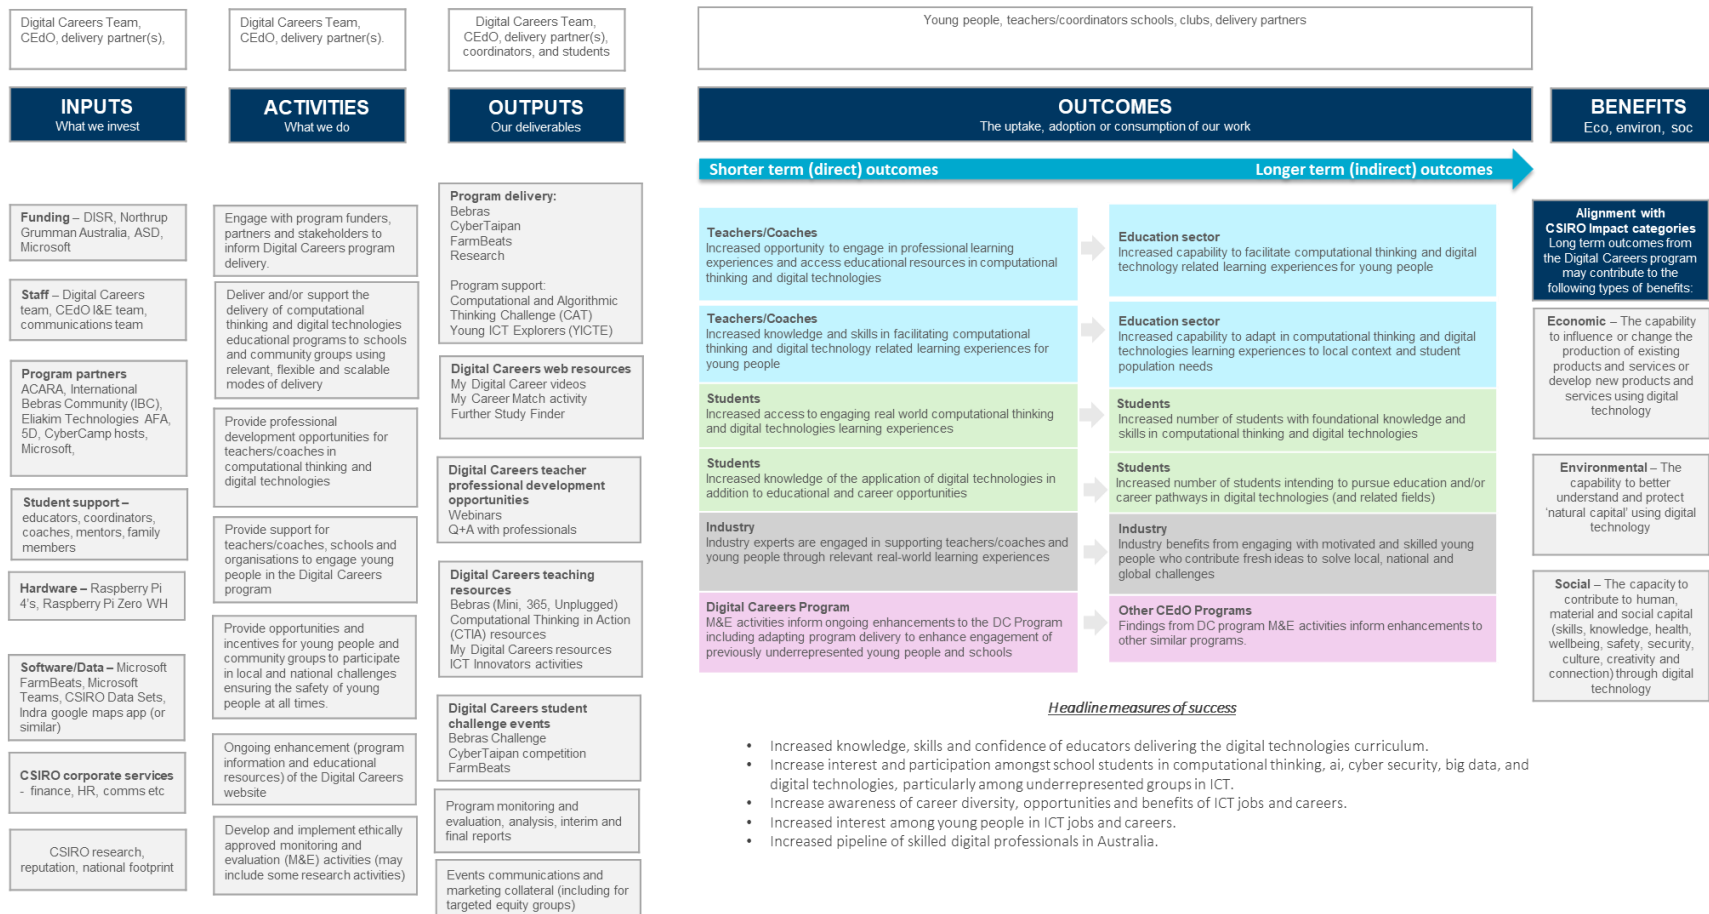 Digital Careers Team,
CEdO, delivery partner(s),
Digital Careers Team,
CEdO, delivery partner(s).
Digital Careers Team,
CEdO, delivery partner(s),
coordinators, and students
Young people, teachers/coordinators schools, clubs, delivery partners
INPUTS
What we invest
ACTIVITIES
What we do
OUTPUTS
Our deliverables
OUTCOMES
The uptake, adoption or consumption of our work
BENEFITS
Eco, environ, soc
Funding – DISR, Northrup
Grumman Australia, ASD,
Microsoft
Staff – Digital Careers
team, CEdO I&E team,
communications team
Program partners
ACARA, International
Bebras Community (IBC),
Eliakim Technologies AFA,
5D, CyberCamp hosts,
Microsoft,
Student support –
educators, coordinators,
coaches, mentors, family
members
Hardware – Raspberry Pi
4's, Raspberry Pi Zero WH
Software/Data – Microsoft
FarmBeats, Microsoft
Teams, CSIRO Data Sets,
Indra google maps app (or
similar)
CSIRO corporate services
- finance, HR, comms etc
CSIRO research,
reputation, national footprint
Engage with program funders,
partners and stakeholders to
inform Digital Careers program
delivery.
Deliver and/or support the
delivery of computational
thinking and digital technologies
educational programs to schools
and community groups using
relevant, flexible and scalable
modes of delivery
Provide professional
development opportunities for
teachers/coaches in
computational thinking and
digital technologies
Provide support for
teachers/coaches, schools and
organisations to engage young
people in the Digital Careers
program
Provide opportunities and
incentives for young people and
community groups to participate
in local and national challenges
ensuring the safety of young
people at all times.
Ongoing enhancement (program
information and educational
resources) of the Digital Careers
website
Develop and implement ethically
approved monitoring and
evaluation (M&E) activities (may
include some research activities)
Program delivery:
Bebras
CyberTaipan
FarmBeats
Research
Program support:
Computational and Algorithmic
Thinking Challenge (CAT)
Young ICT Explorers (YICTE)
Digital Careers web resources
My Digital Career videos
My Career Match activity
Further Study Finder
Digital Careers teacher
professional development
opportunities
Webinars
Q+A with professionals
Digital Careers teaching
resources
Bebras (Mini, 365, Unplugged)
Computational Thinking in Action
(CTIA) resources
My Digital Careers resources
ICT Innovators activities
Digital Careers student
challenge events
Bebras Challenge
CyberTaipan competition
FarmBeats
Program monitoring and
evaluation, analysis, interim and
final reports
Events communications and
marketing collateral (including for
targeted equity groups)
Shorter term (direct) outcomes
Longer term (indirect) outcomes
Teachers/Coaches
Increased opportunity to engage in professional learning
experiences and access educational resources in computational
thinking and digital technologies
Education sector
Increased capability to facilitate computational thinking and digital
technology related learning experiences for young people
Teachers/Coaches
Increased knowledge and skills in facilitating computational
thinking and digital technology related learning experiences for
young people
Education sector
Increased capability to adapt in computational thinking and digital
technologies learning experiences to local context and student
population needs
Students
Increased access to engaging real world computational thinking
and digital technologies learning experiences
Students
Increased number of students with foundational knowledge and
skills in computational thinking and digital technologies
Students
Increased knowledge of the application of digital technologies in
addition to educational and career opportunities
Students
Increased number of students intending to pursue education and/or
career pathways in digital technologies (and related fields)
Industry
Industry experts are engaged in supporting teachers/coaches and
young people through relevant real-world learning experiences
Industry
Industry benefits from engaging with motivated and skilled young
people who contribute fresh ideas to solve local, national and
global challenges
Digital Careers Program
M&E activities inform ongoing enhancements to the DC Program
including adapting program delivery to enhance engagement of
previously underrepresented young people and schools
Other CEdO Programs
Findings from DC program M&E activities inform enhancements to
other similar programs.
Headline measures of success
• Increased knowledge, skills and confidence of educators delivering the digital technologies curriculum.
• Increase interest and participation amongst school students in computational thinking, ai, cyber security, big data, and
digital technologies, particularly among underrepresented groups in ICT.
• Increase awareness of career diversity, opportunities and benefits of ICT jobs and careers.
• Increased interest among young people in ICT jobs and careers.
• Increased pipeline of skilled digital professionals in Australia.
Alignment with
CSIRO Impact categories
Long term outcomes from
the Digital Careers program
may contribute to the
following types of benefits:
Economic – The capability
to influence or change the
production of existing
products and services or
develop new products and
services using digital
technology
Environmental – The
capability to better
understand and protect
'natural capital' using digital
technology
Social – The capacity to
contribute to human,
material and social capital
(skills, knowledge, health,
wellbeing, safety, security,
culture, creativity and
connection) through digital
technology